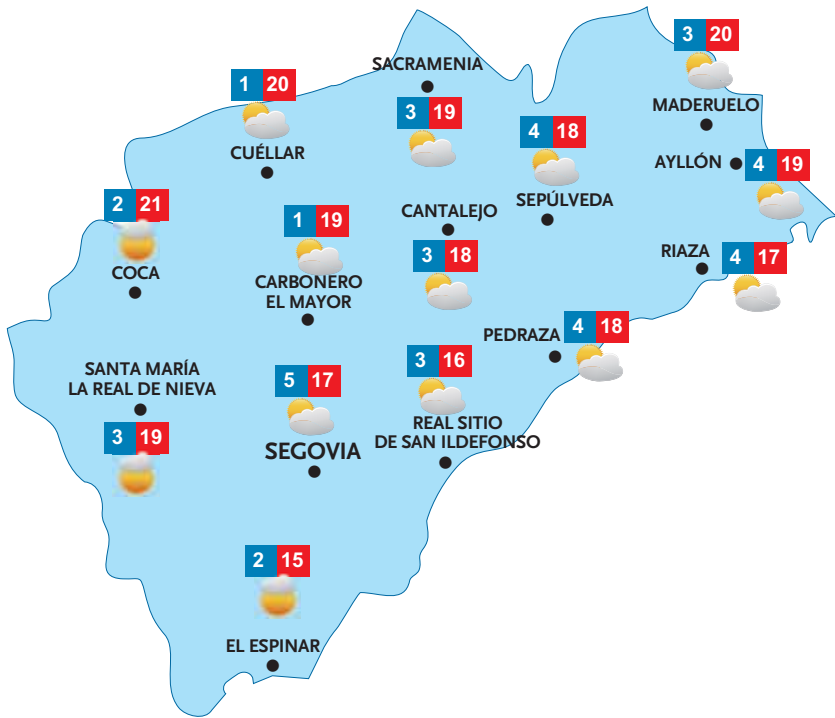 3 20
MADERUELO
SACRAMENIA
3 19
1 20
CUÉLLAR
4 18
SEPÚLVEDA
AYLLÓN
4 19
2 21
COCA
1 19
CARBONERO
EL MAYOR
CANTALEJO
3 18
RIAZA
4 17
PEDRAZA
4 18
SANTA MARÍA
LA REAL DE NIEVA
3 19
5 17
SEGOVIA
3 16
REAL SITIO
DE SAN ILDEFONSO
2 15
EL ESPINAR